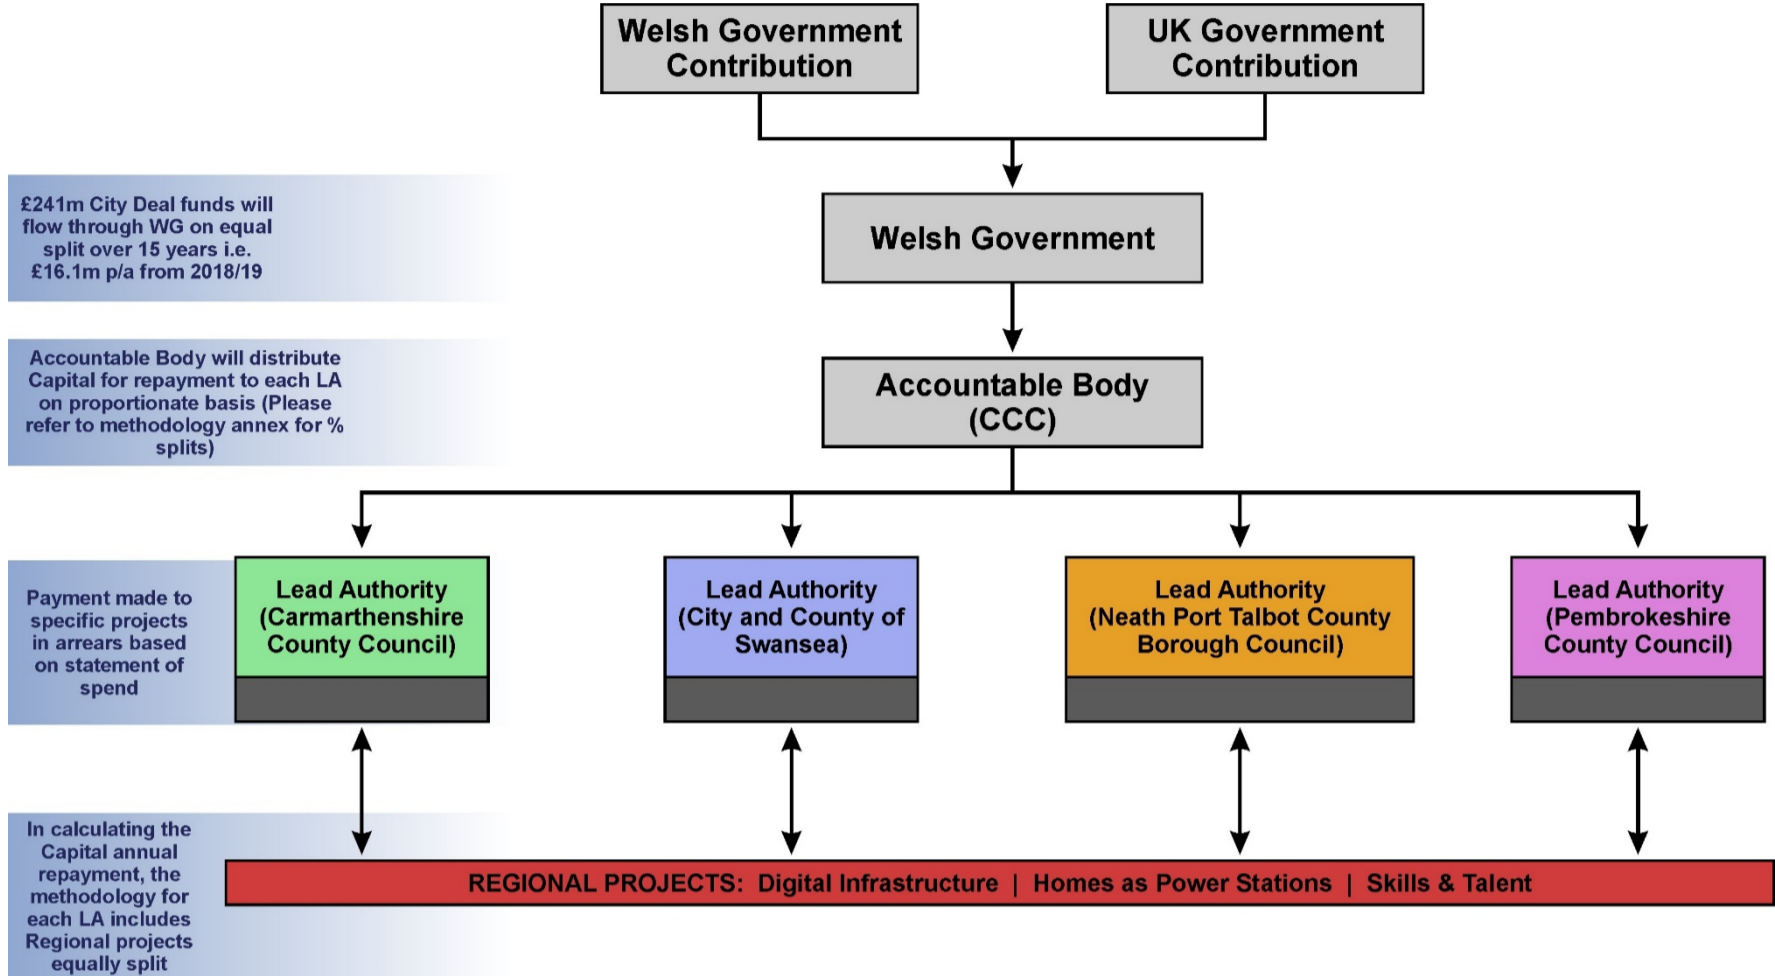 Welsh Government
Contribution
UK Government
Contribution
£241m City Deal funds will
flow through WG on equal
split over 15 years i.e.
£16.1m p/a from 2018/19
Welsh Government
Accountable Body will distribute
Capital for repayment to each LA
on proportionate basis (Please
refer to methodology annex for %
splits)
Accountable Body
(CCC)
Payment made to
specific projects
in arrears based
on statement of
spend
Lead Authority
(Carmarthenshire
County Council)
Lead Authority
(City and County of
Swansea)
Lead Authority
(Neath Port Talbot County
Borough Council)
Lead Authority
(Pembrokeshire
County Council)
In calculating the
Capital annual
repayment, the
methodology for
each LA includes
Regional projects
equally split
REGIONAL PROJECTS: Digital Infrastructure | Homes as Power Stations | Skills & Talent